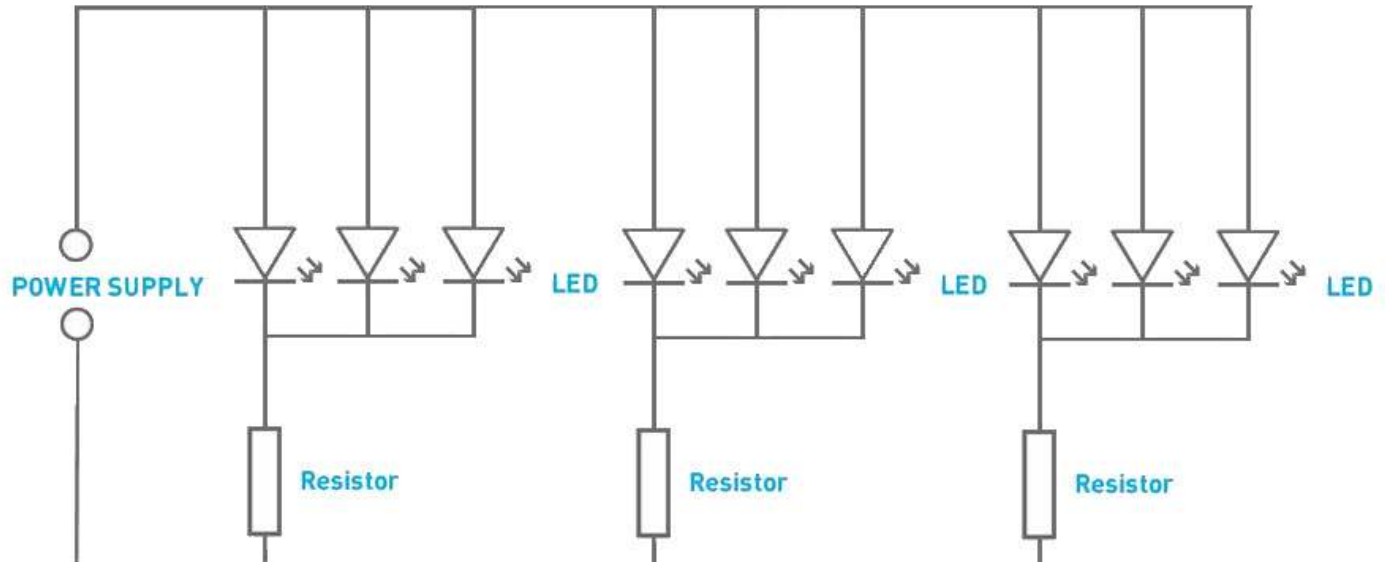 POWER SUPPLY
LED
LED
LED
Resistor
Resistor
Resistor